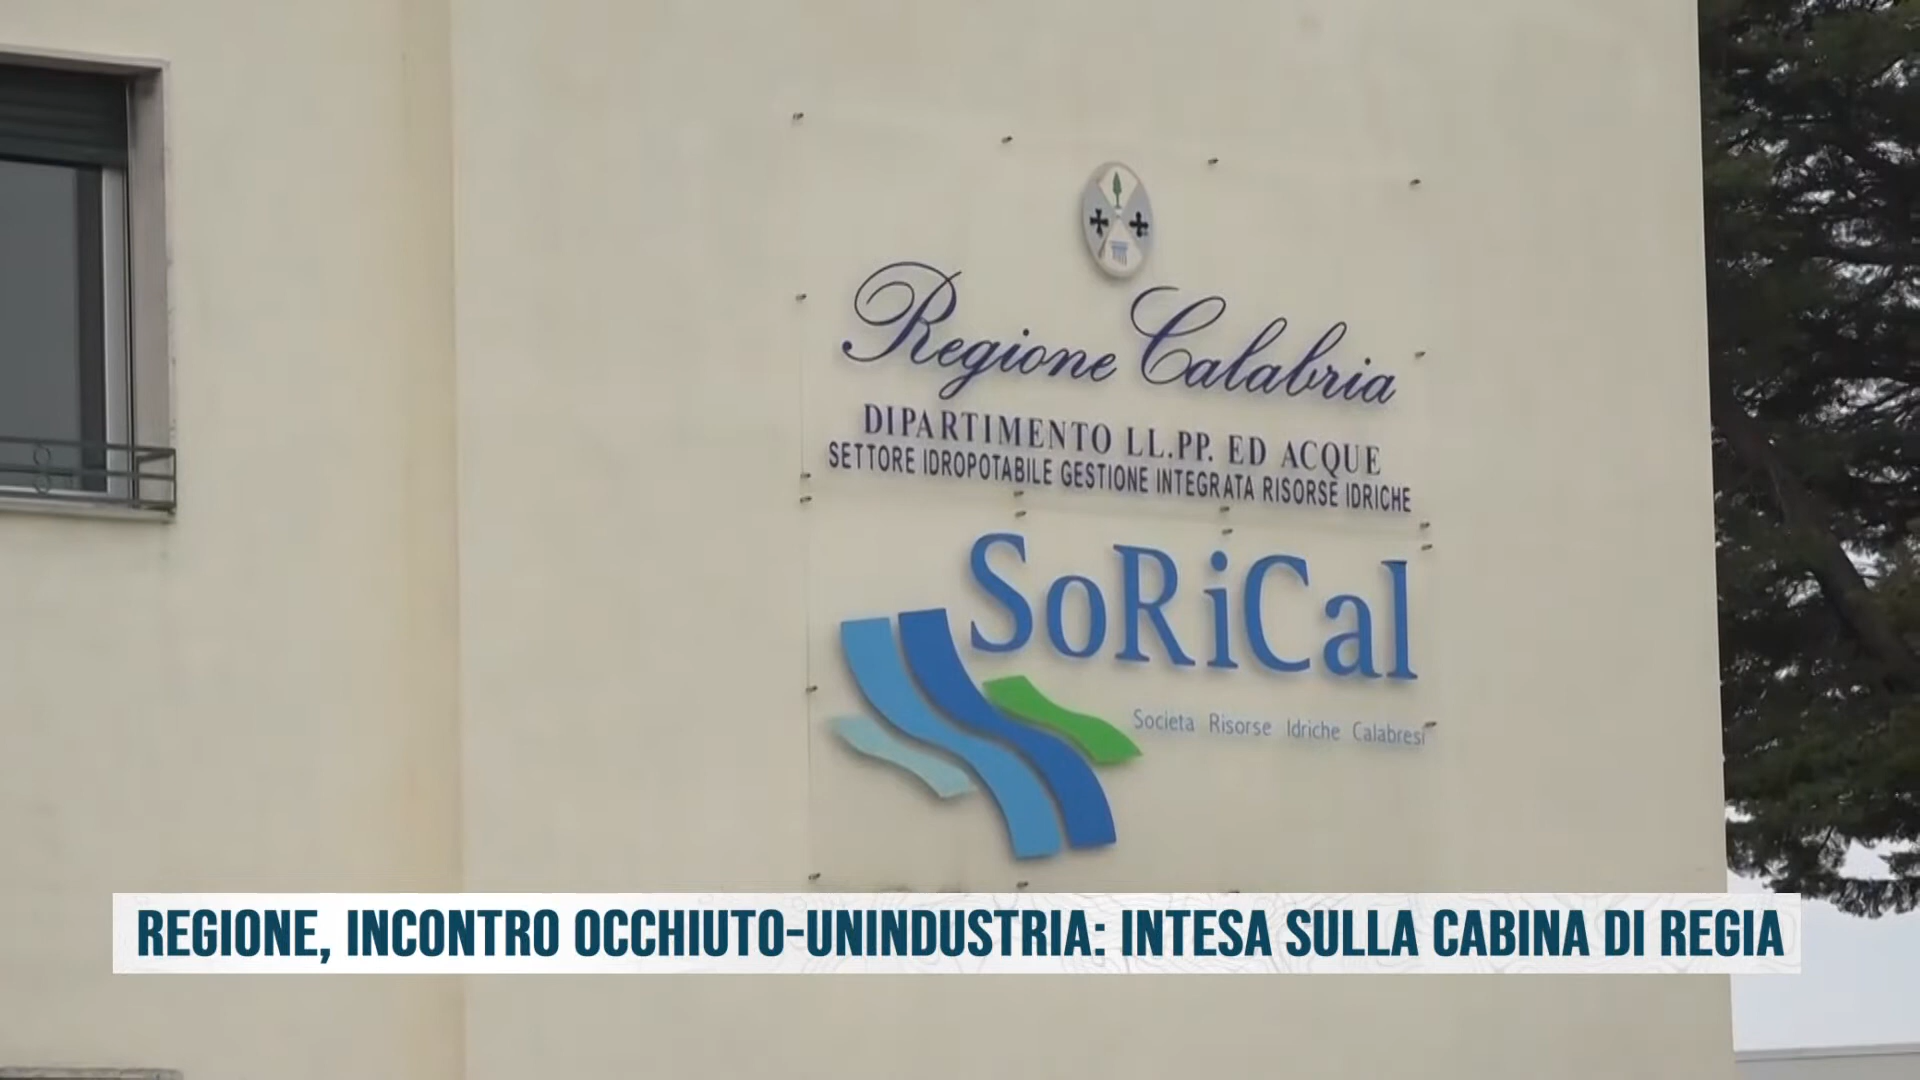 Regione Calabria
DIPARTIMENTO LL.PP. ED ACQUE
SETTORE IDROPOTABILE GESTIONE INTEGRATA RISORSE IDRICHE
SoRiCal
Societa Risorse Idriche Calabresi
REGIONE, INCONTRO OCCHIUTO-UNINDUSTRIA: INTESA SULLA CABINA DI REGIA